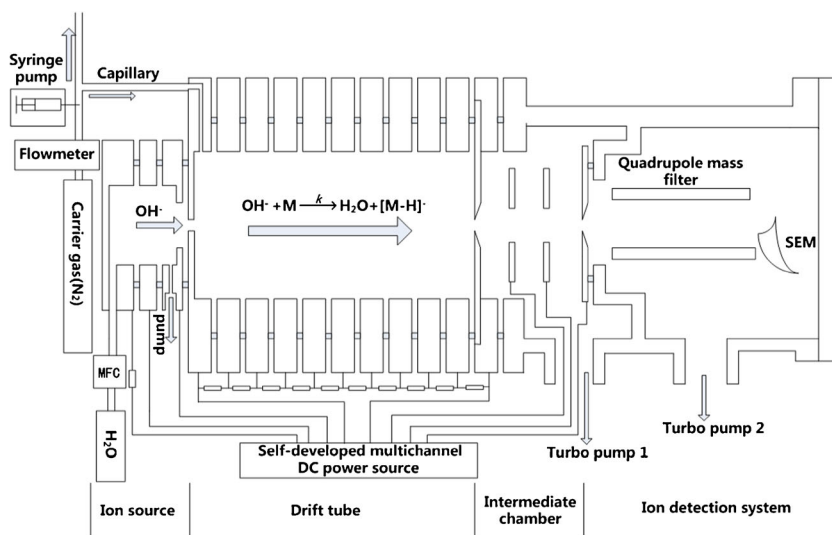 Syringe
pump
Capillary
Flowmeter
Carrier gas(N₂)
OH⁻
OH⁻ +M —k→ H₂O+[M-H]⁻
Quadrupole mass
filter
SEM
pump
MFC
H₂O
Self-developed multichannel
DC power source
Turbo pump 1
Turbo pump 2
Ion source
Drift tube
Intermediate
chamber
Ion detection system